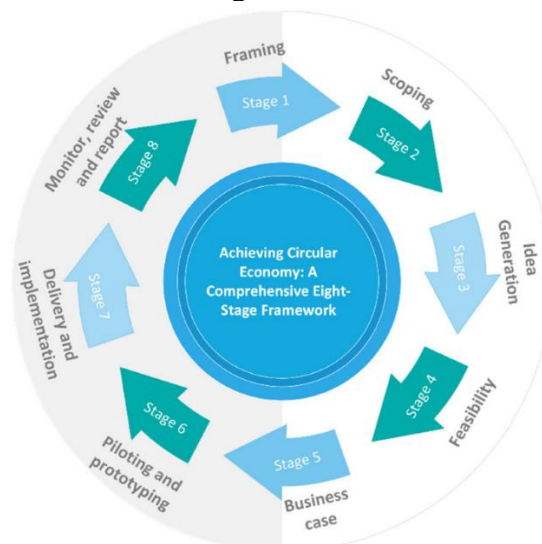 Framing
Stage 1
Scoping
Stage 2
Idea
Generation
Stage 3
Stage 4
Feasibility
Stage 5
Business
case
Stage 6
Piloting and
prototyping
Stage 7
Delivery and
implementation
Stage 8
Monitor, review
and report
Achieving Circular
Economy: A
Comprehensive Eight-
Stage Framework